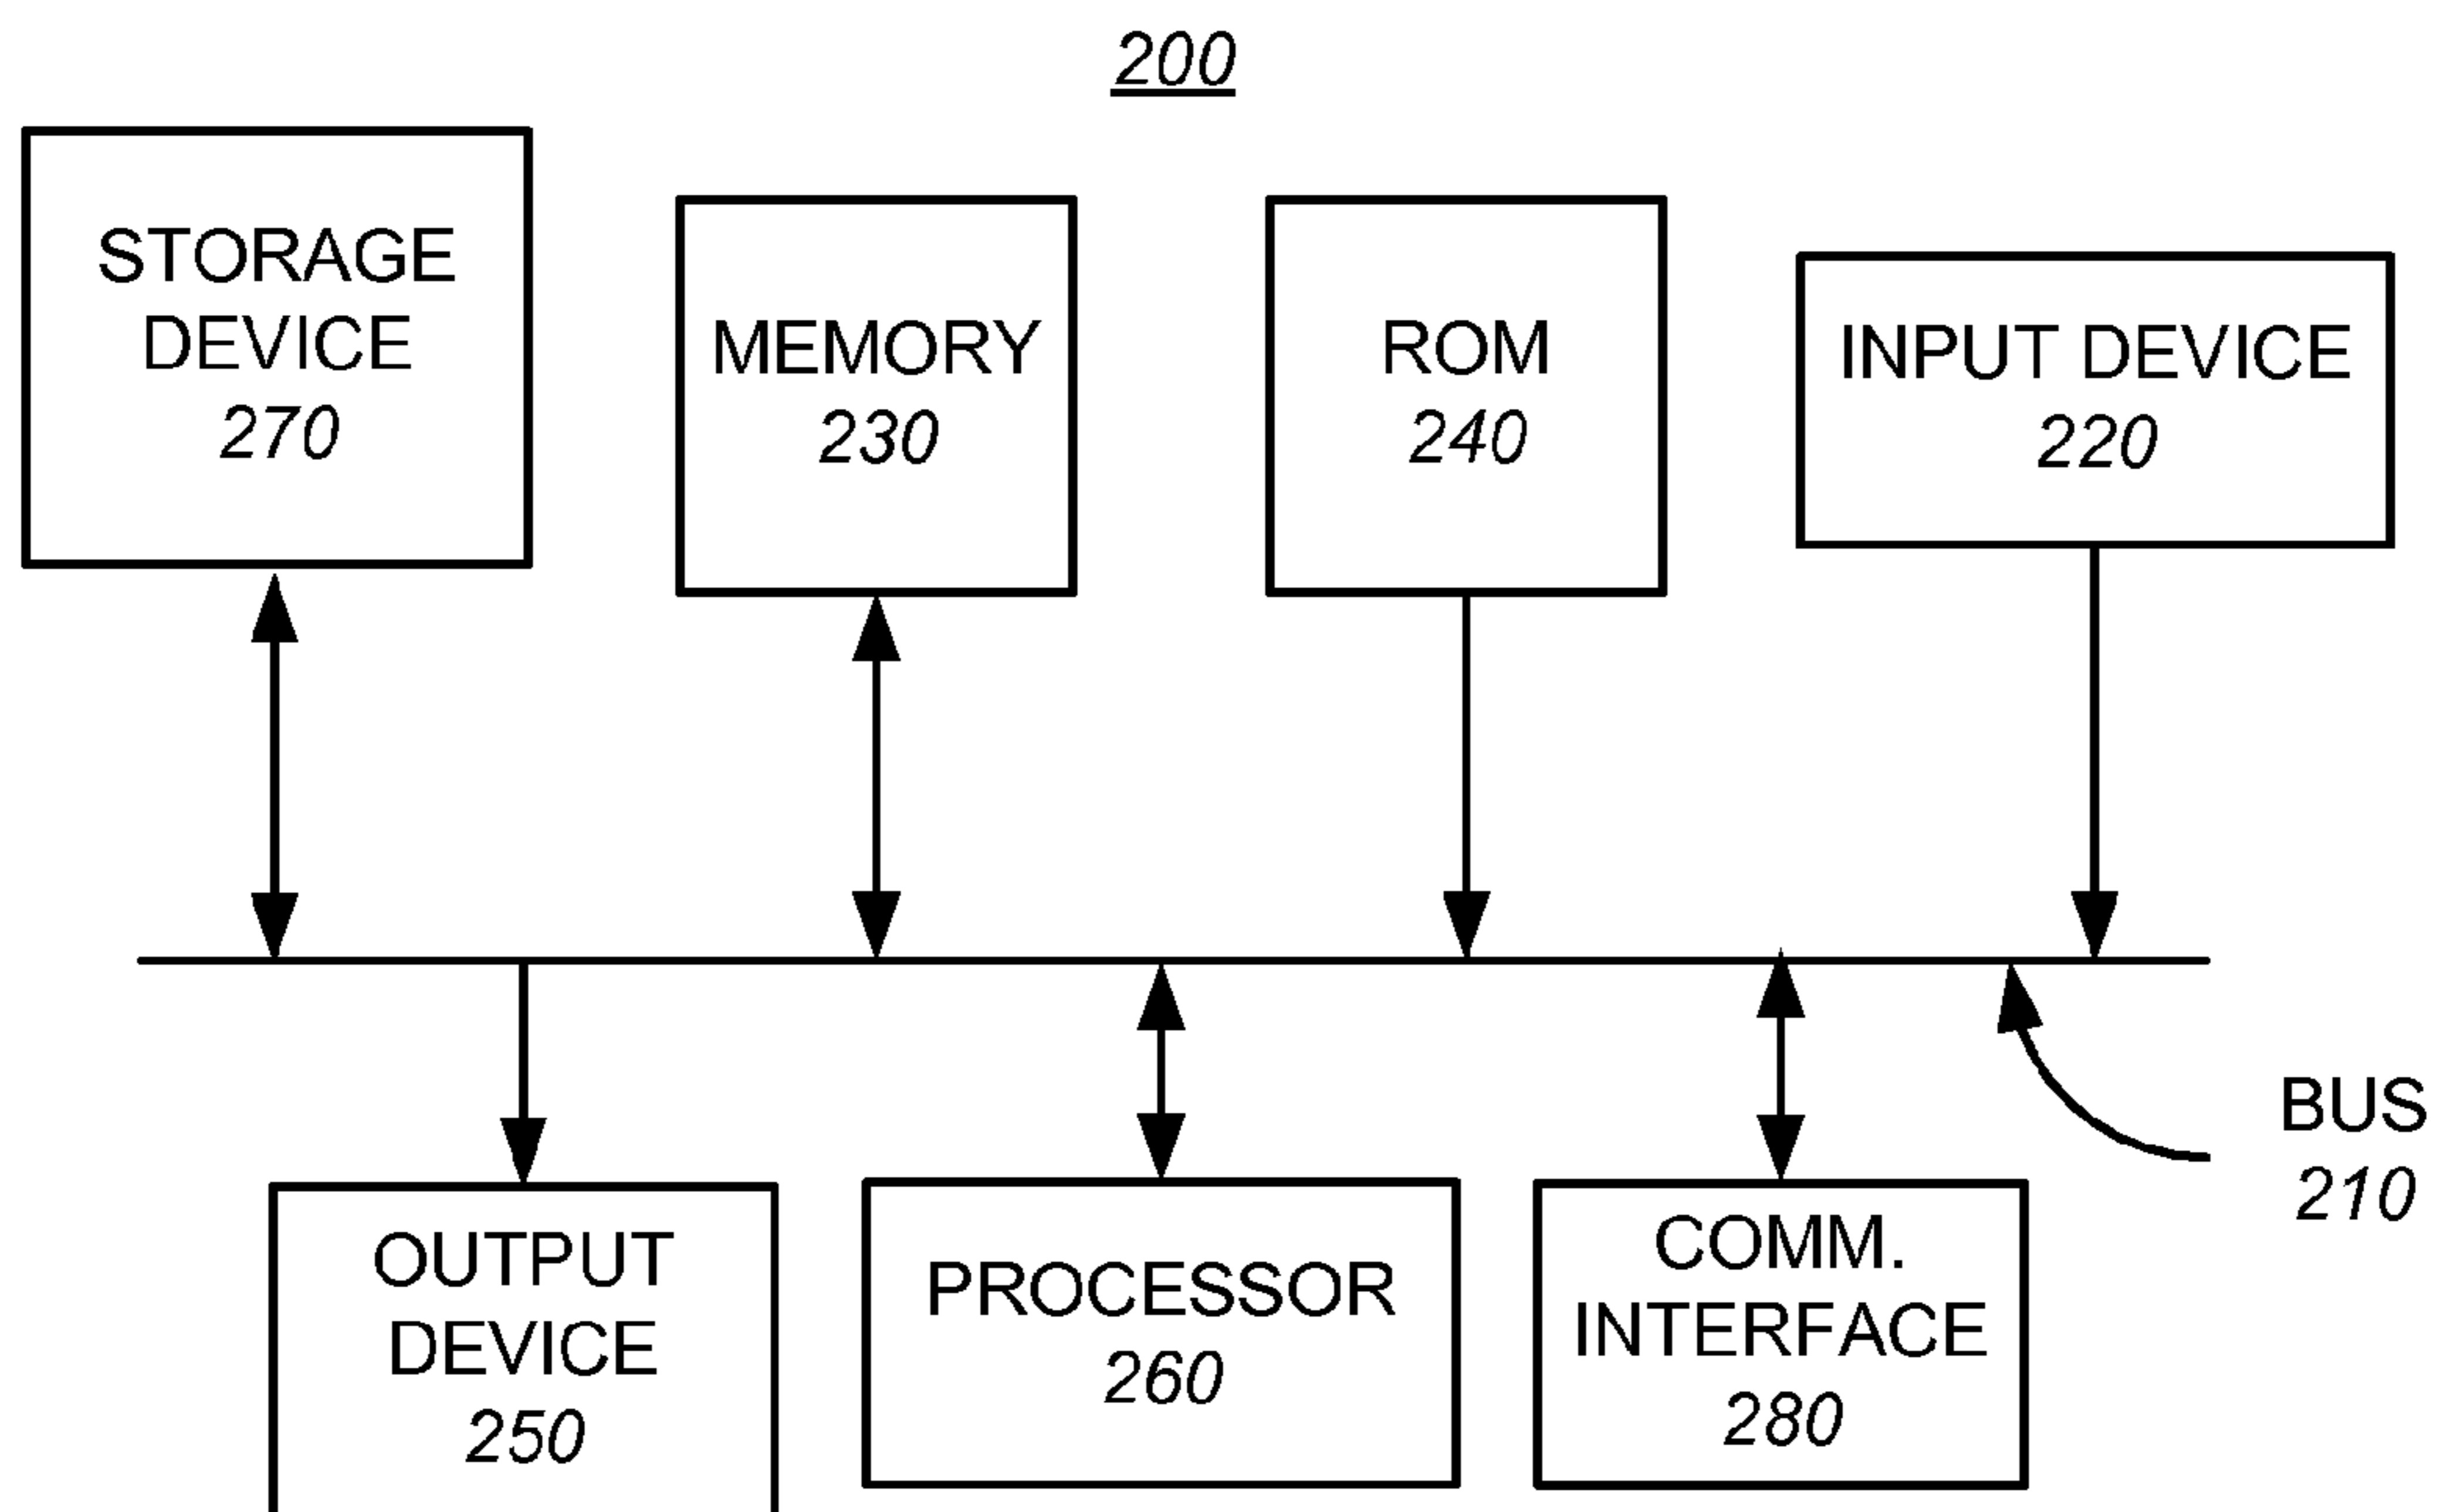 200
STORAGE
DEVICE
270
MEMORY
230
ROM
240
INPUT DEVICE
220
BUS
210
OUTPUT
DEVICE
250
PROCESSOR
260
COMM.
INTERFACE
280